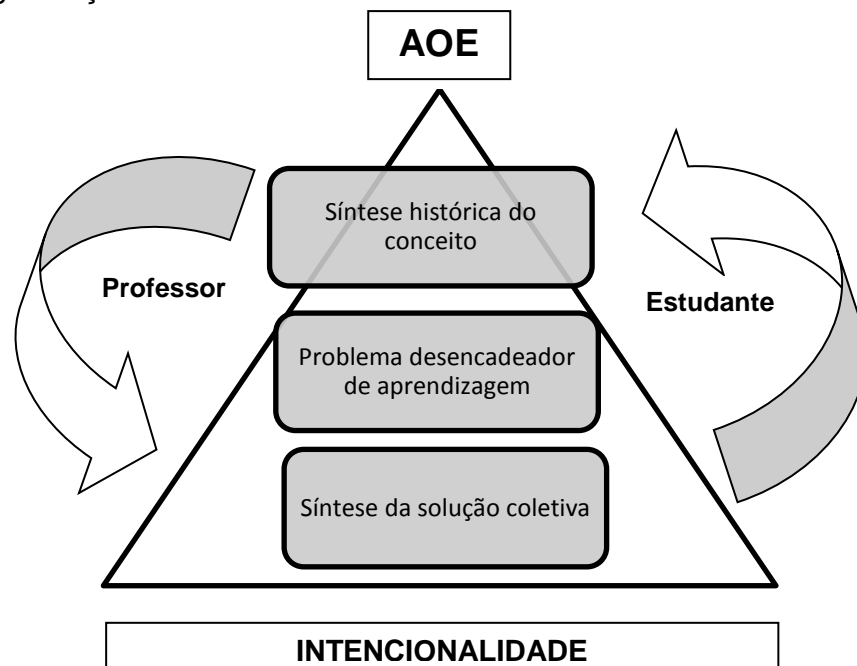 AOE
Síntese histórica do
conceito
Professor
Estudante
Problema desencadeador
de aprendizagem
Síntese da solução coletiva
INTENCIONALIDADE